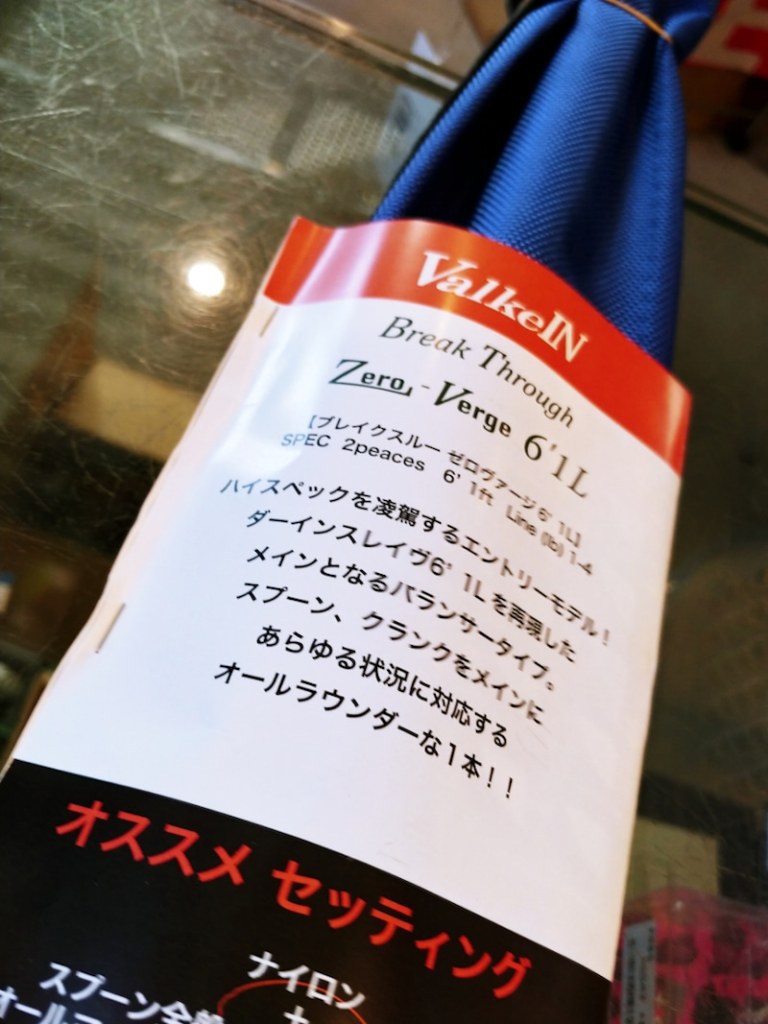 ValkeIN
Break Through
Zero-Verge 6'1L
【ブレイクスルー ゼロヴァージ 6' 1L】
SPEC 2peaces 6' 1ft Line (lb) 1-4
ハイスペックを凌駕するエントリーモデル！
ダーインスレイヴ6' 1Lを再現した
メインとなるバランサータイプ。
スプーン、クランクをメインに
あらゆる状況に対応する
オールラウンダーな1本！！
オススメ セッティング
ナイロン
スプーン全般